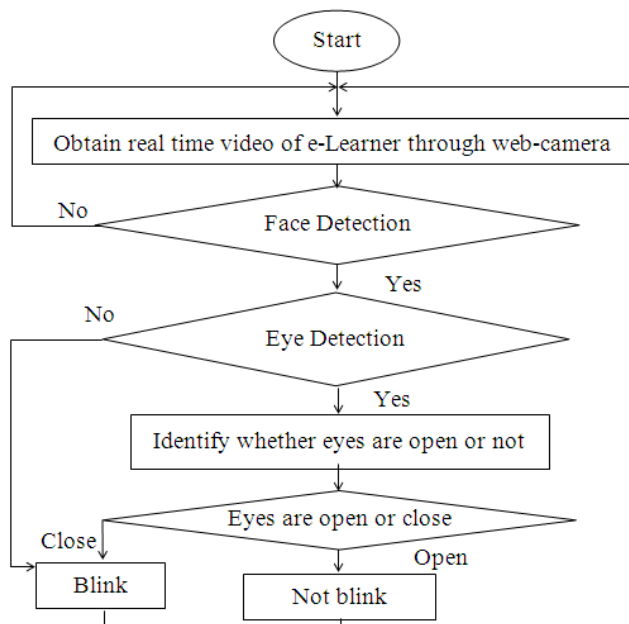 Start
Obtain real time video of e-Learner through web-camera
No
Face Detection
Yes
No
Eye Detection
Yes
Identify whether eyes are open or not
Eyes are open or close
Close
Open
Blink
Not blink